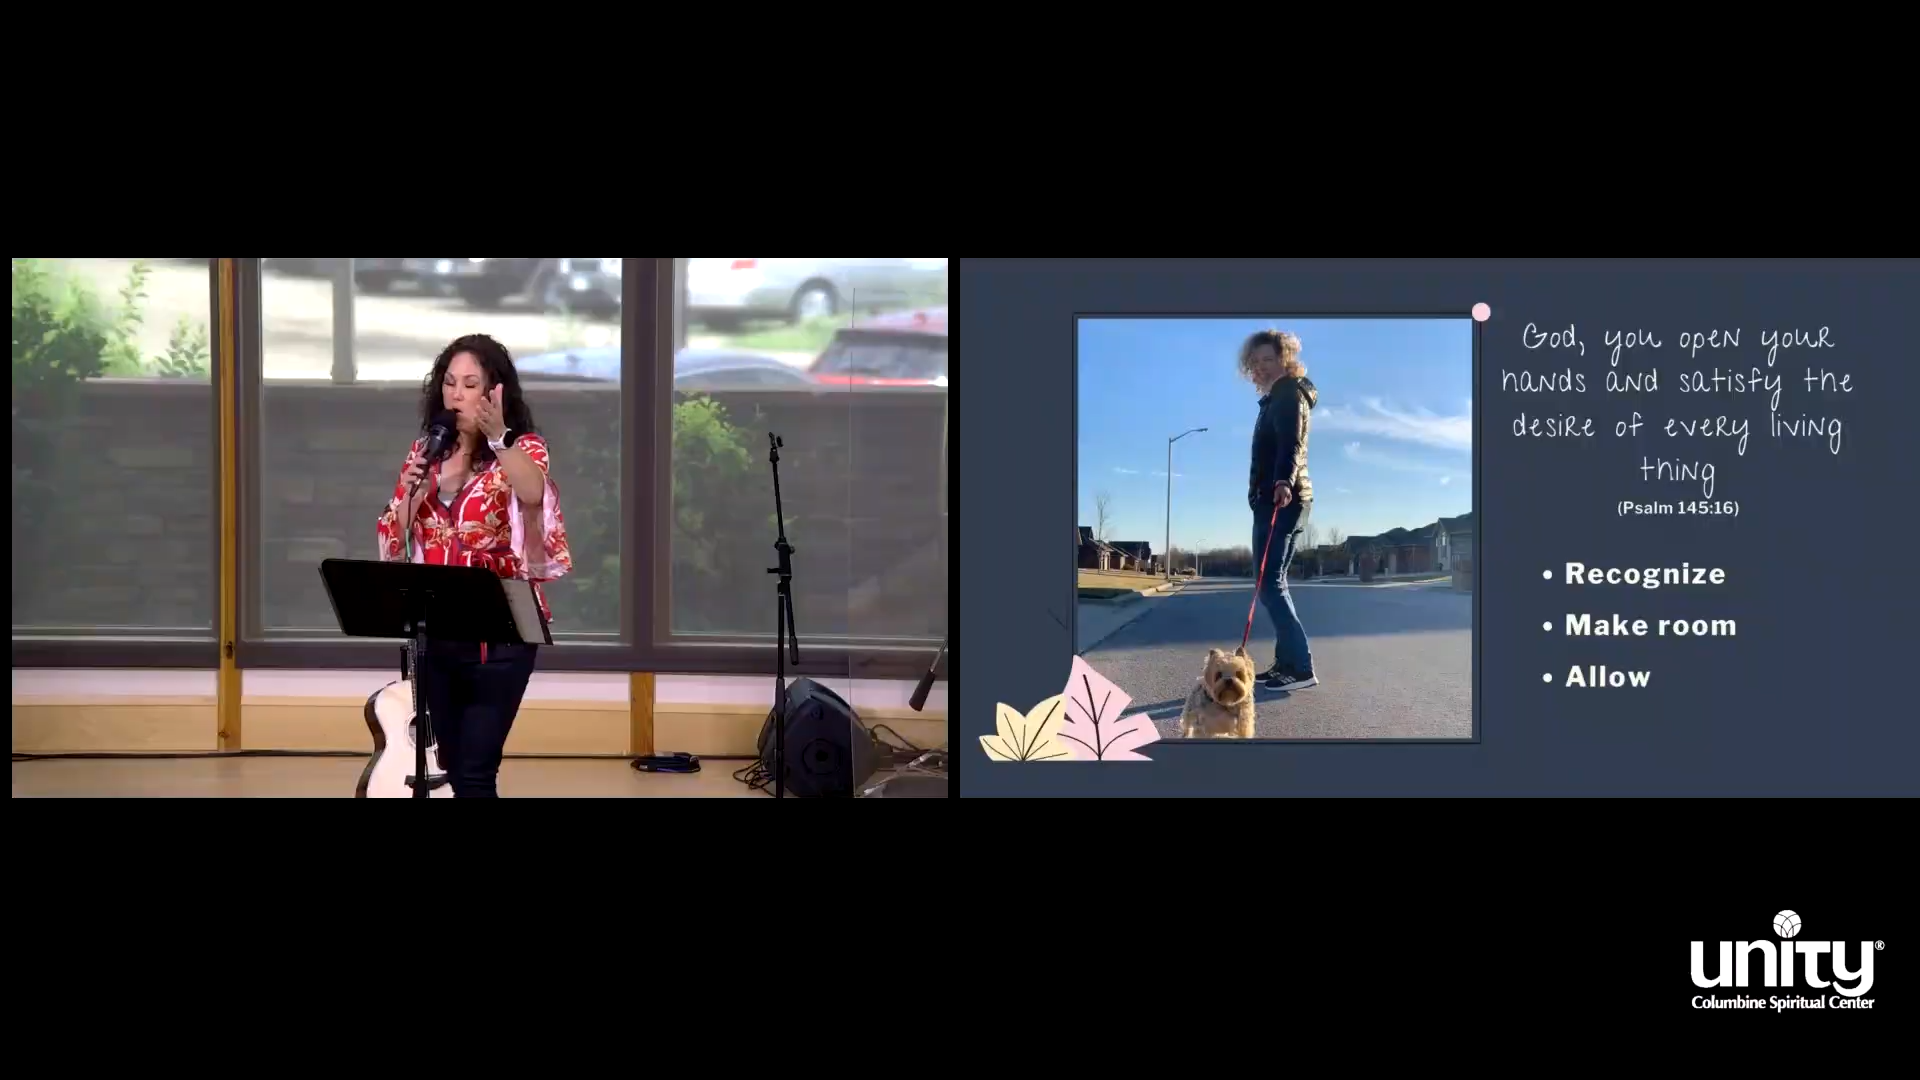 God, you open your
hands and satisfy the
desire of every living
thing
(Psalm 145:16)
• Recognize
• Make room
• Allow
unity®
Columbine Spiritual Center